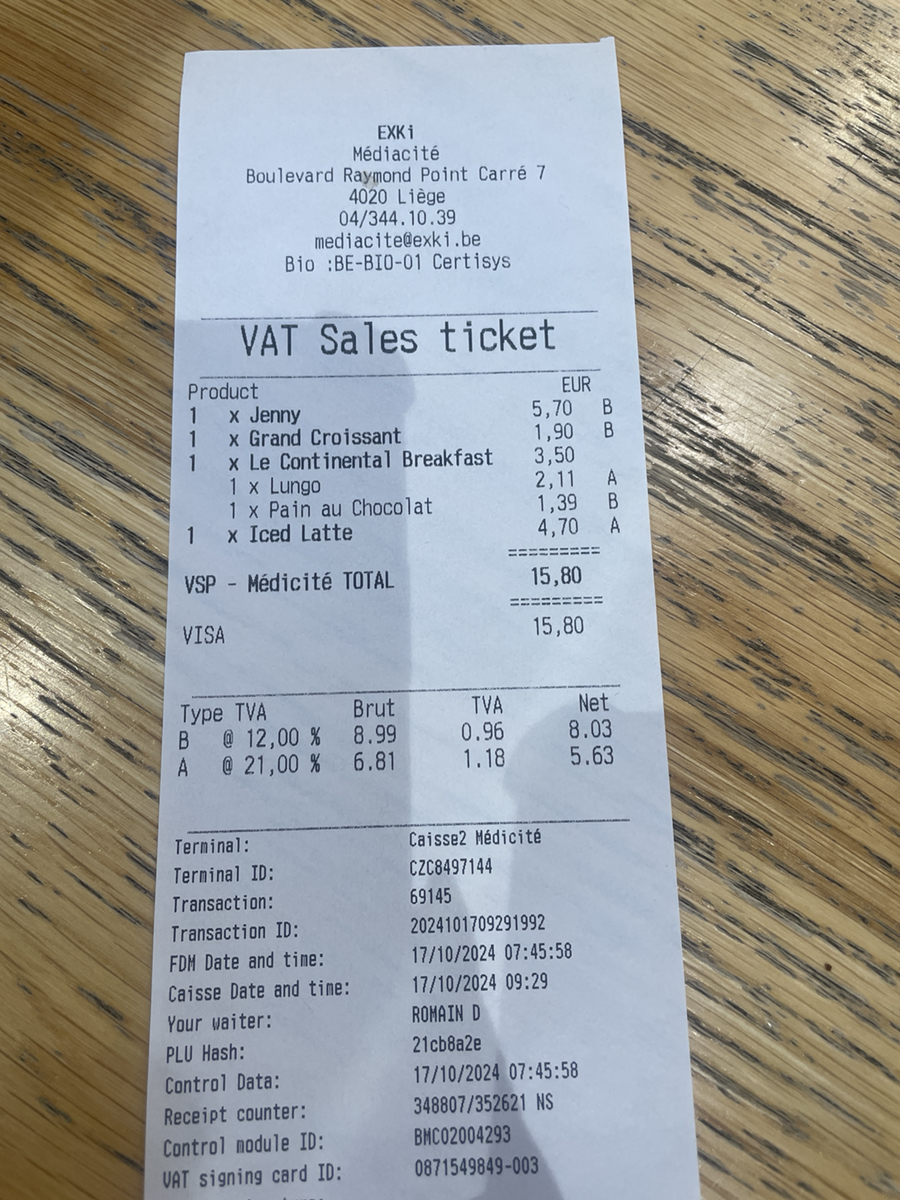 EXKi
Médiacité
Boulevard Raymond Point Carré 7
4020 Liège
04/344.10.39
mediacite@exki.be
Bio :BE-BIO-01 Certisys
VAT Sales ticket
Product EUR
1 x Jenny 5,70 B
1 x Grand Croissant 1,90 B
1 x Le Continental Breakfast 3,50
1 x Lungo 2,11 A
1 x Pain au Chocolat 1,39 B
1 x Iced Latte 4,70 A
=========
VSP - Médicité TOTAL 15,80
=========
VISA 15,80
Type TVA Brut TVA Net
B @ 12,00 % 8.99 0.96 8.03
A @ 21,00 % 6.81 1.18 5.63
Terminal: Caisse2 Médicité
Terminal ID: CZC8497144
Transaction: 69145
Transaction ID: 2024101709291992
FDM Date and time: 17/10/2024 07:45:58
Caisse Date and time: 17/10/2024 09:29
Your waiter: ROMAIN D
PLU Hash: 21cb8a2e
Control Data: 17/10/2024 07:45:58
Receipt counter: 348807/352621 NS
Control module ID: BMC02004293
VAT signing card ID: 0871549849-003